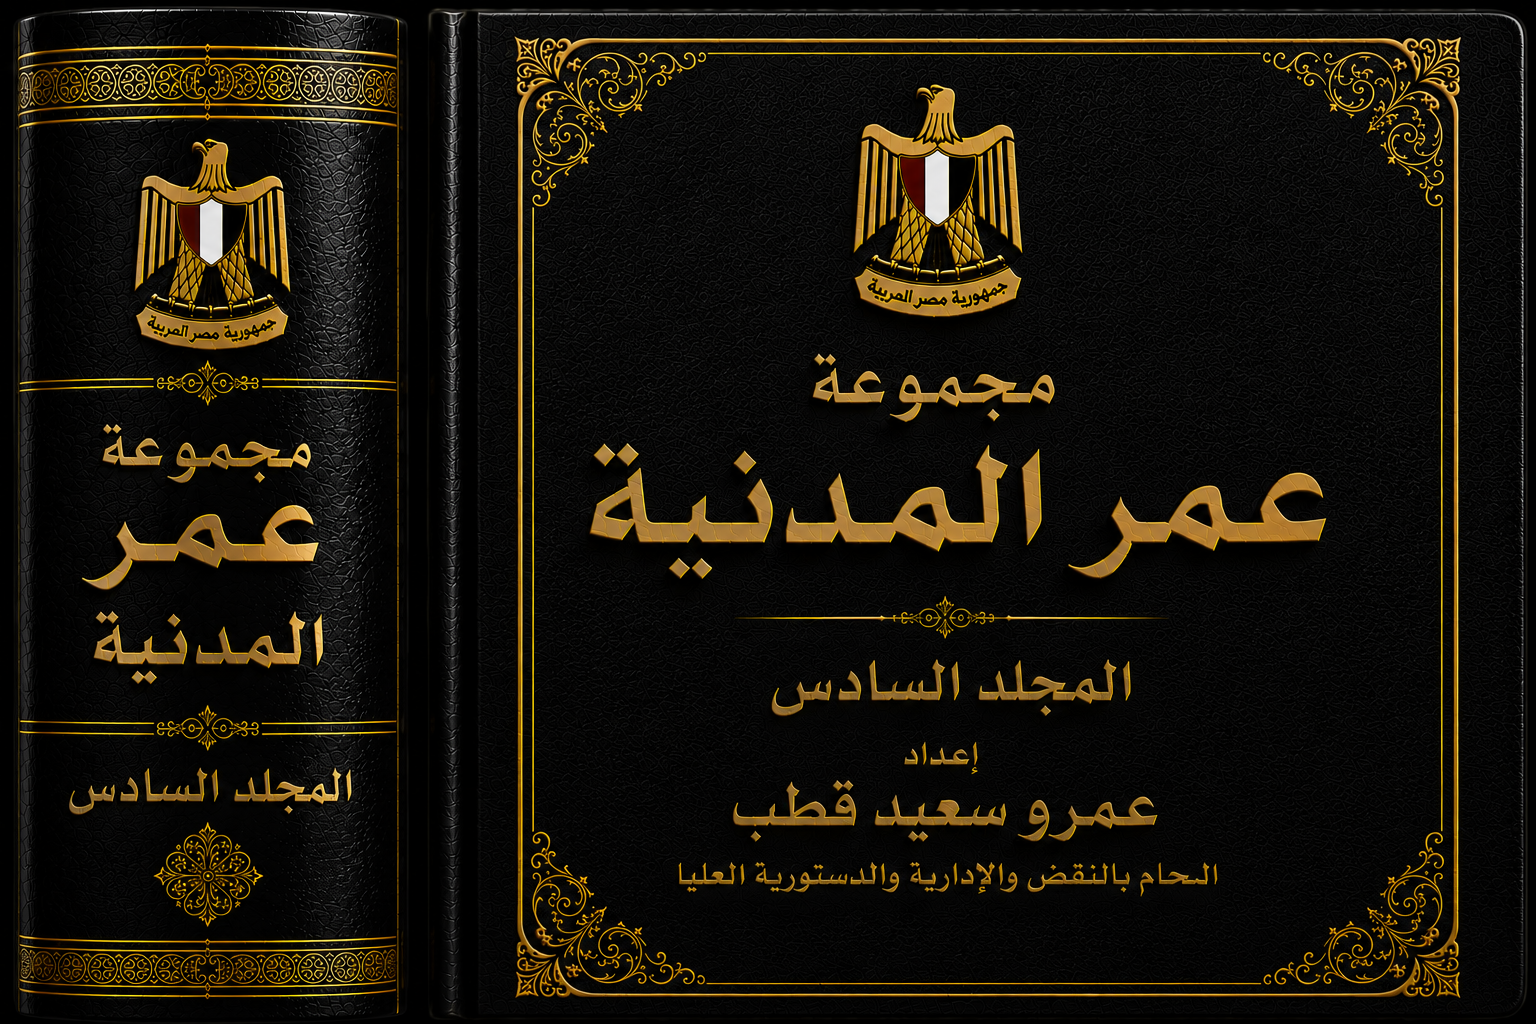 جمهورية مصر العربية
مجموعة
عمر
المدنية
المجلد السادس
جمهورية مصر العربية
مجموعة
عمر المدنية
المجلد السادس
إعداد
عمرو سعيد قطب
المحام بالنقض والإدارية والدستورية العليا